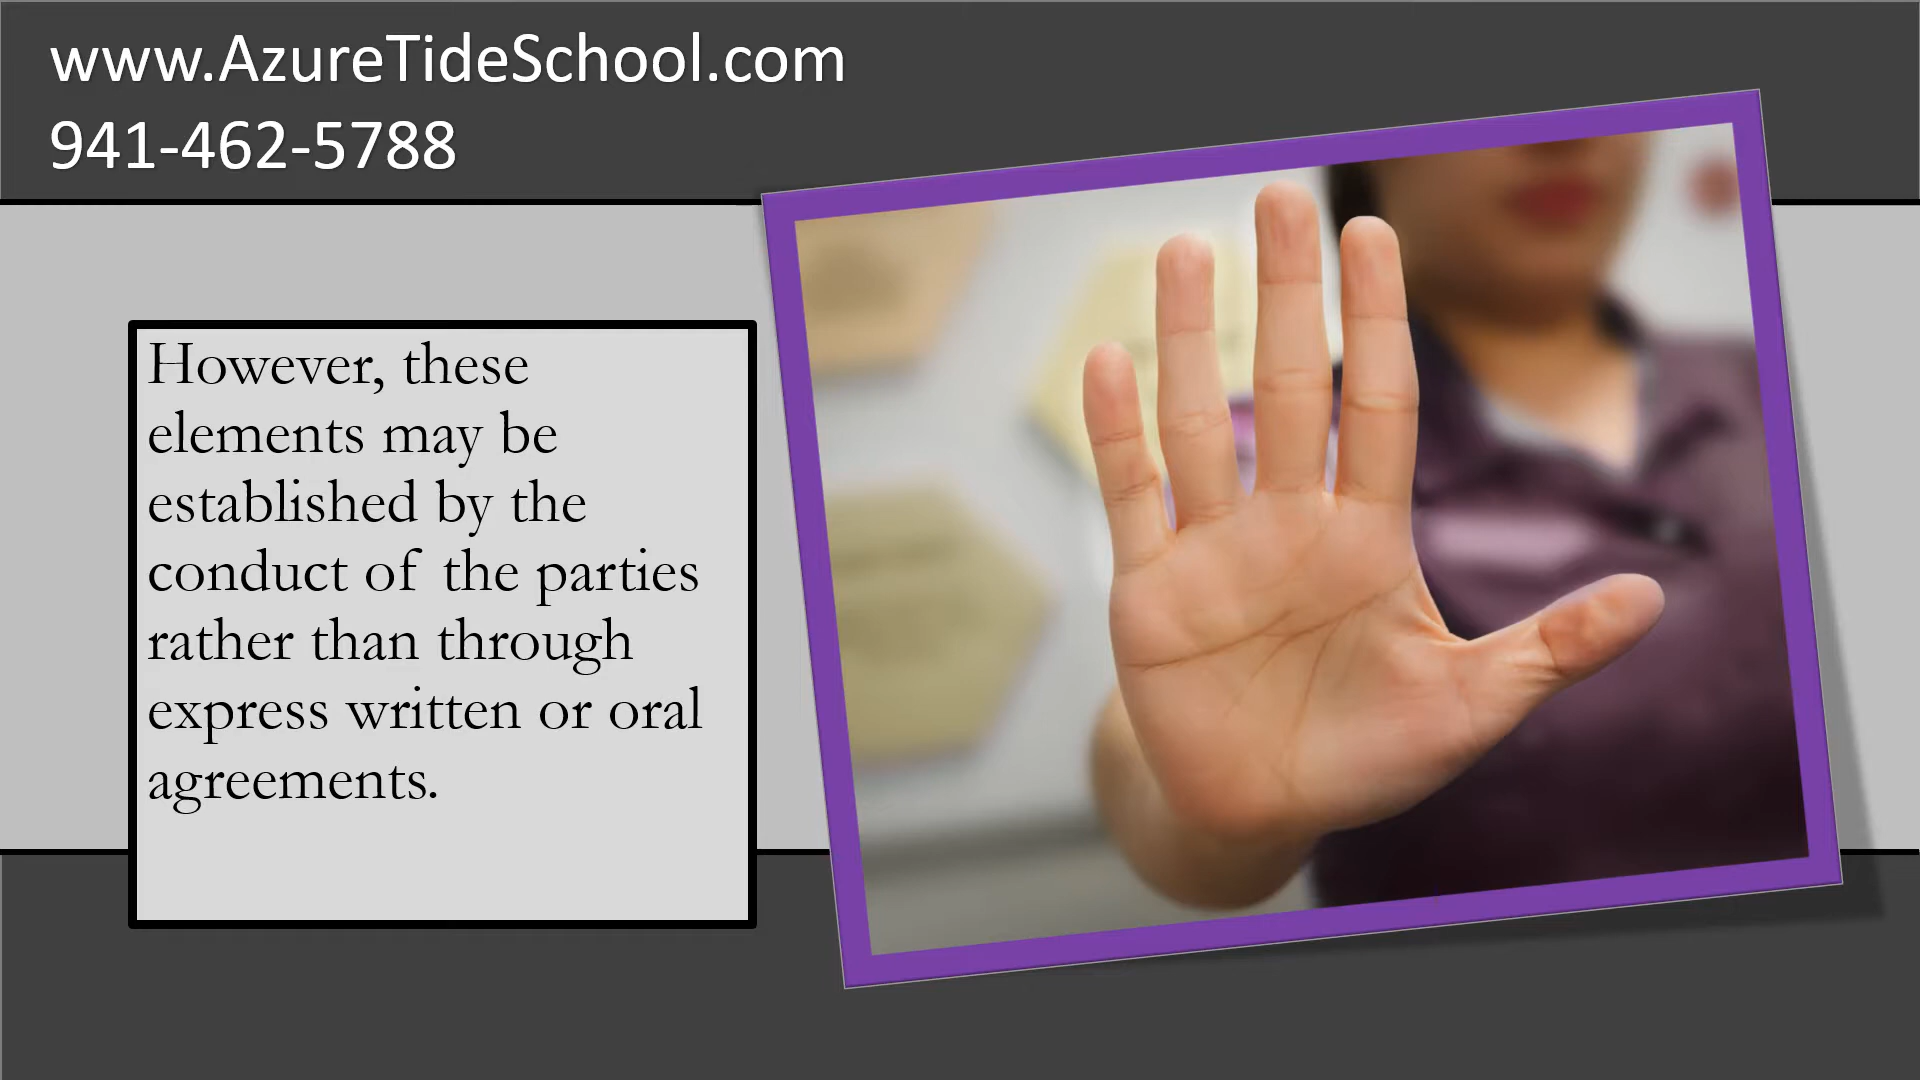 www.AzureTideSchool.com
941-462-5788
However, these
elements may be
established by the
conduct of the parties
rather than through
express written or oral
agreements.